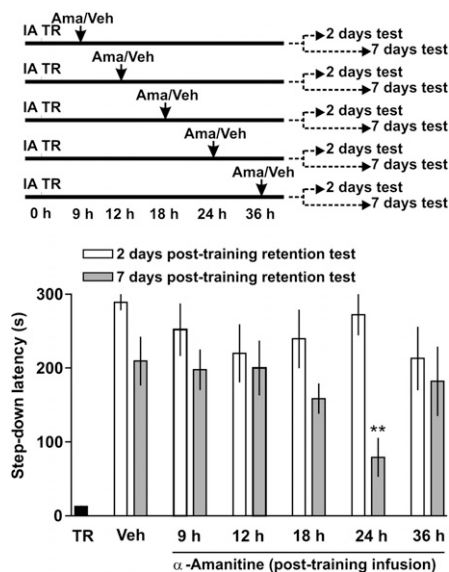 Ama/Veh
IA TR
2 days test
7 days test
Ama/Veh
IA TR
2 days test
7 days test
Ama/Veh
IA TR
2 days test
7 days test
Ama/Veh
IA TR
2 days test
7 days test
Ama/Veh
IA TR
2 days test
7 days test
0 h 9 h 12 h 18 h 24 h 36 h
2 days post-training retention test
7 days post-training retention test
Step-down latency (s)
300
200
100
0
**
TR Veh 9 h 12 h 18 h 24 h 36 h
α-Amanitine (post-training infusion)